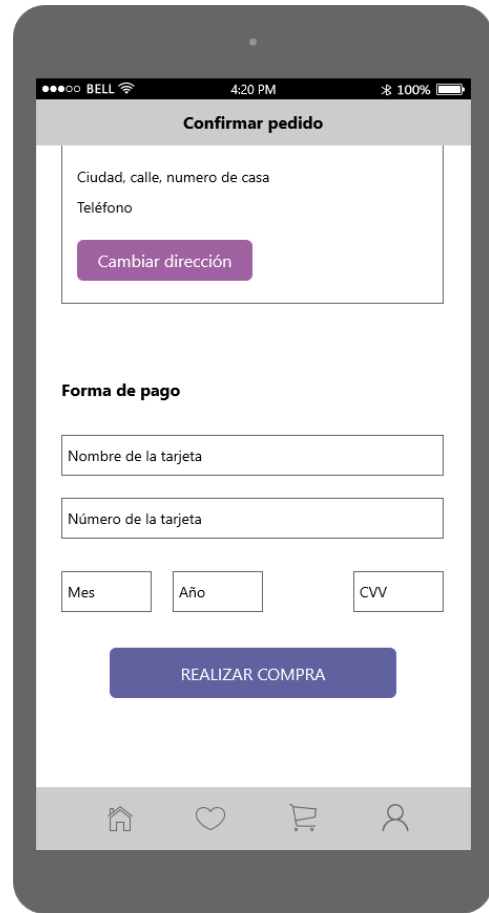 BELL 4:20 PM 100%
Confirmar pedido
Ciudad, calle, numero de casa
Teléfono
Cambiar dirección
Forma de pago
Nombre de la tarjeta
Número de la tarjeta
Mes Año CVV
REALIZAR COMPRA